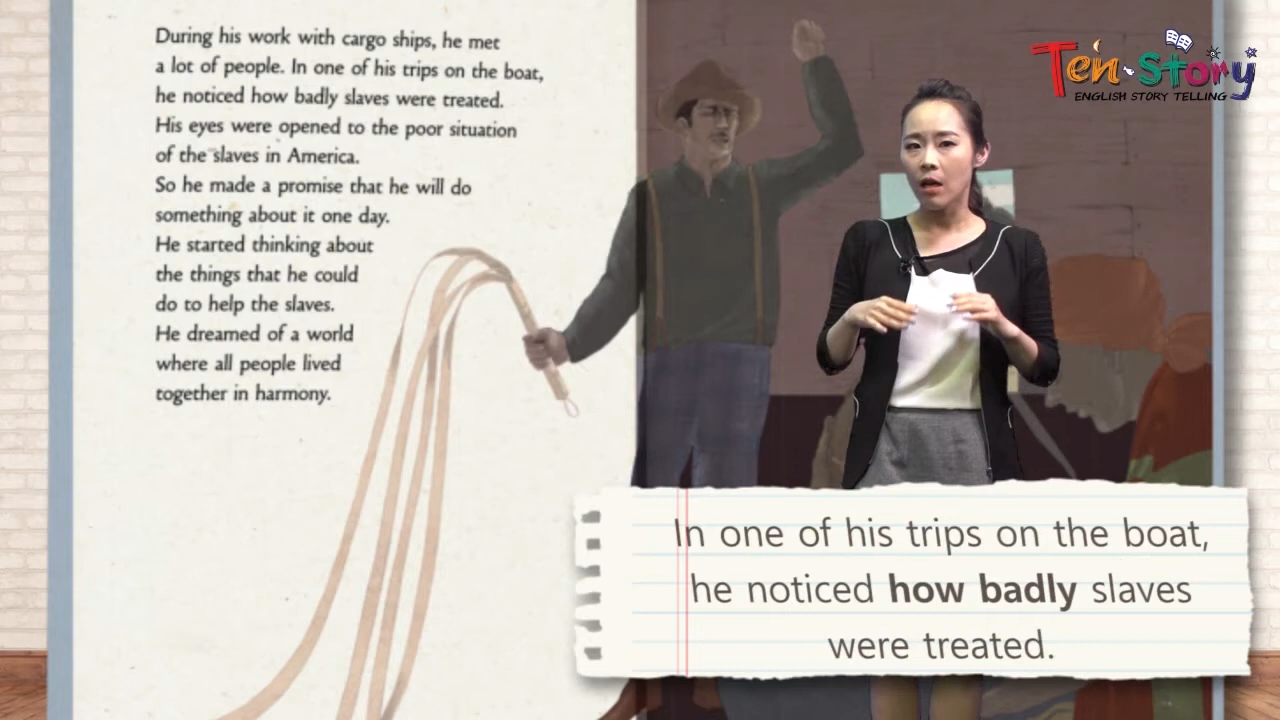 During his work with cargo ships, he met
a lot of people. In one of his trips on the boat,
he noticed how badly slaves were treated.
His eyes were opened to the poor situation
of the slaves in America.
So he made a promise that he will do
something about it one day.
He started thinking about
the things that he could
do to help the slaves.
He dreamed of a world
where all people lived
together in harmony.
Ten Story
ENGLISH STORY TELLING
In one of his trips on the boat,
he noticed how badly slaves
were treated.